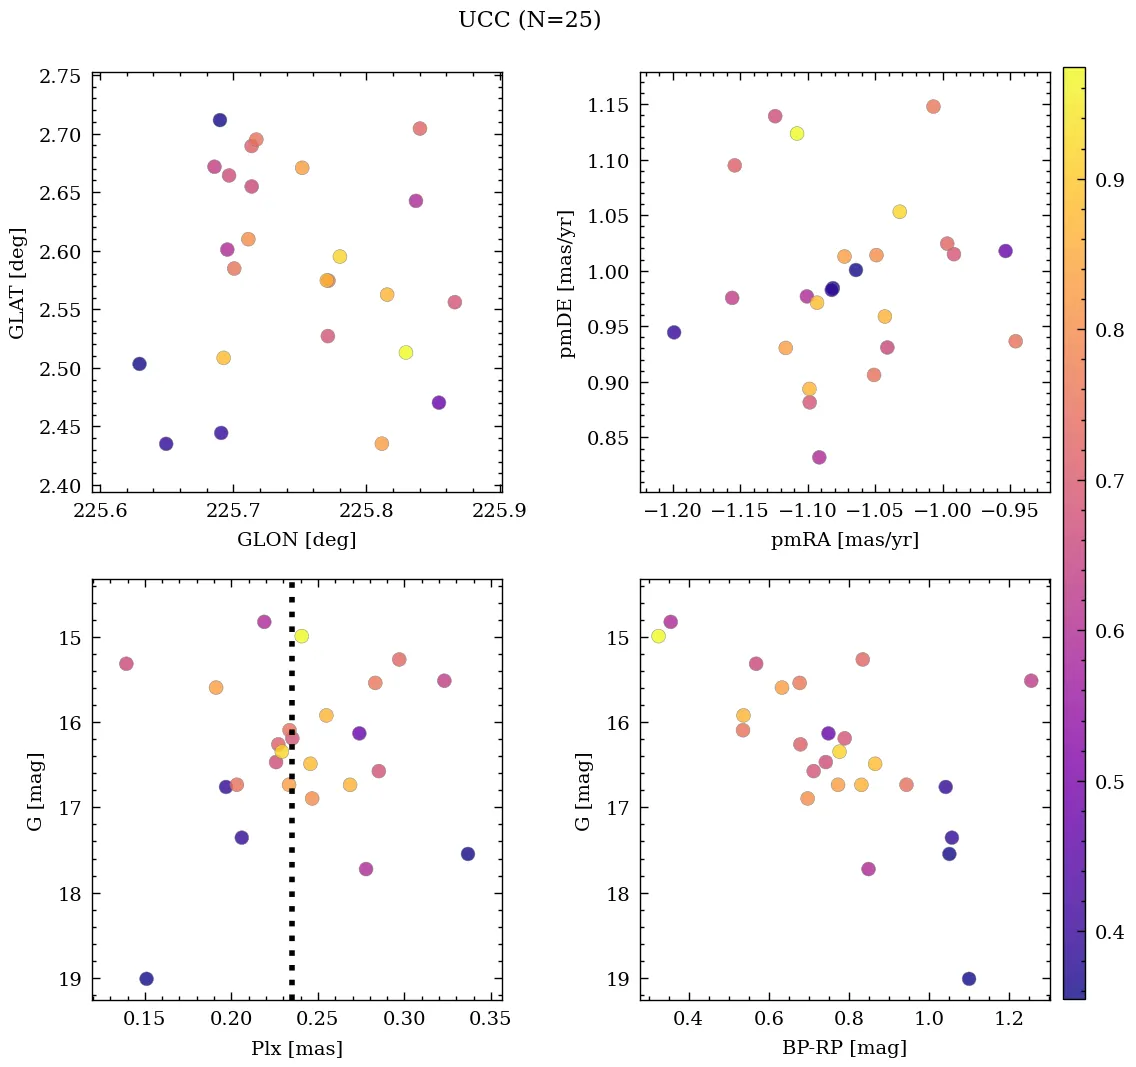 UCC (N=25)
2.75
2.70
2.65
2.60
2.55
2.50
2.45
2.40
GLAT [deg]
225.6 225.7 225.8 225.9
GLON [deg]
1.15
1.10
1.05
1.00
0.95
0.90
0.85
pmDE [mas/yr]
−1.20 −1.15 −1.10 −1.05 −1.00 −0.95
pmRA [mas/yr]
15
16
17
18
19
G [mag]
0.15 0.20 0.25 0.30 0.35
Plx [mas]
15
16
17
18
19
G [mag]
0.4 0.6 0.8 1.0 1.2
BP-RP [mag]
0.9
0.8
0.7
0.6
0.5
0.4